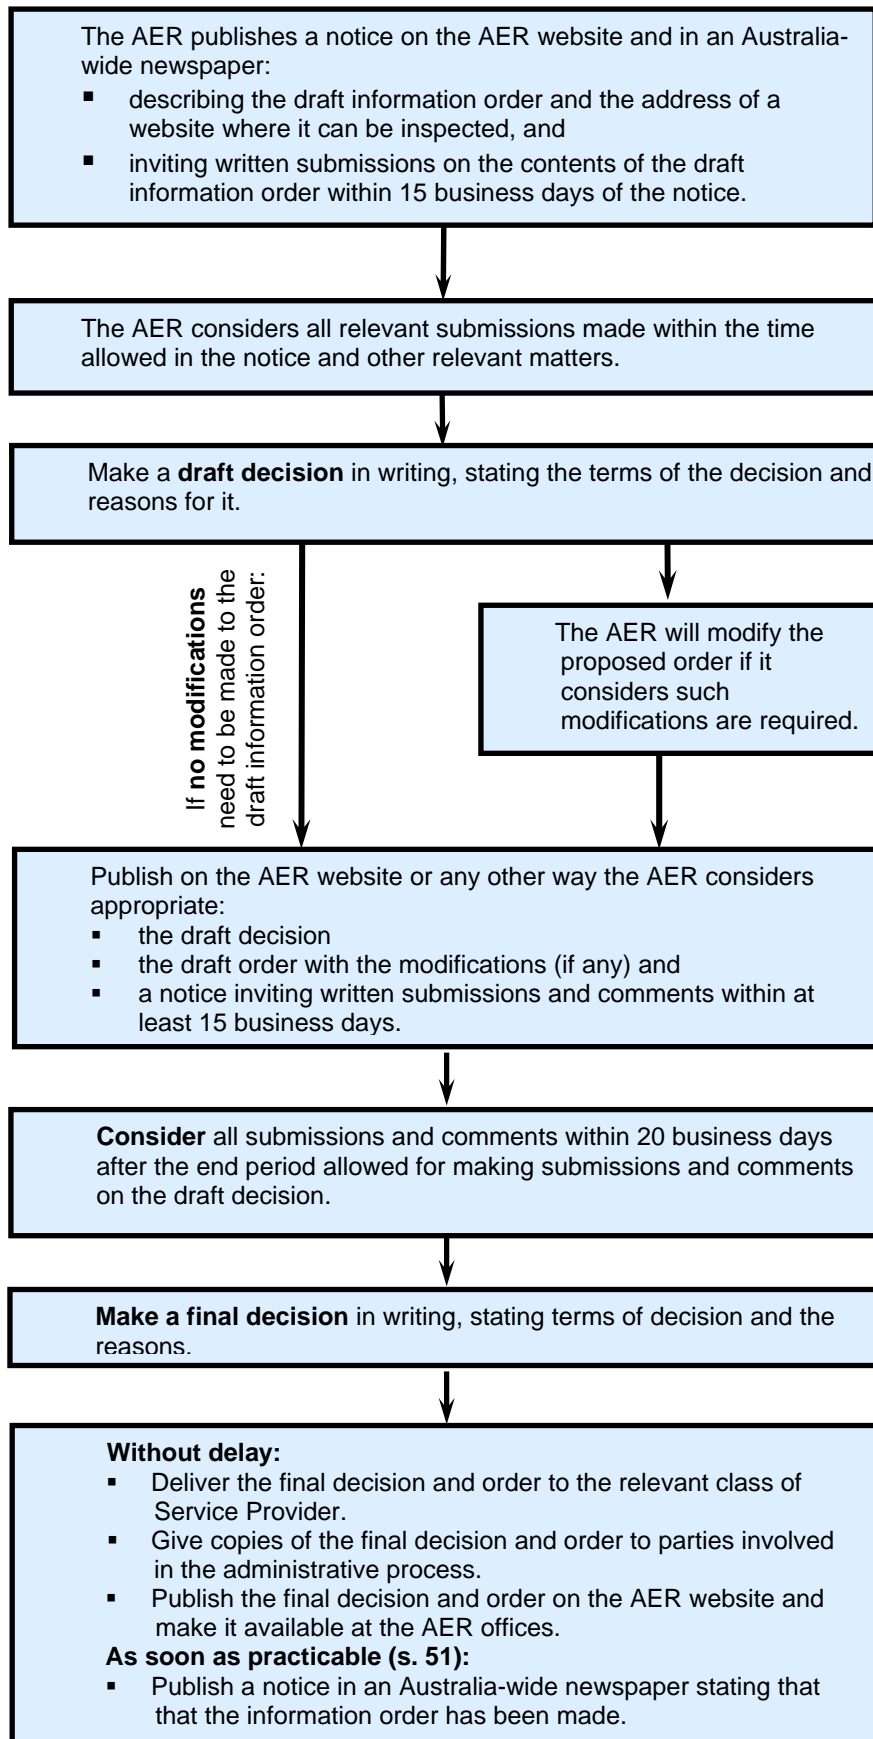 The AER publishes a notice on the AER website and in an Australia-
wide newspaper:
▪ describing the draft information order and the address of a
website where it can be inspected, and
▪ inviting written submissions on the contents of the draft
information order within 15 business days of the notice.
The AER considers all relevant submissions made within the time
allowed in the notice and other relevant matters.
Make a draft decision in writing, stating the terms of the decision and
reasons for it.
If no modifications
need to be made to the
draft information order:
The AER will modify the
proposed order if it
considers such
modifications are required.
Publish on the AER website or any other way the AER considers
appropriate:
▪ the draft decision
▪ the draft order with the modifications (if any) and
▪ a notice inviting written submissions and comments within at
least 15 business days.
Consider all submissions and comments within 20 business days
after the end period allowed for making submissions and comments
on the draft decision.
Make a final decision in writing, stating terms of decision and the
reasons.
Without delay:
▪ Deliver the final decision and order to the relevant class of
Service Provider.
▪ Give copies of the final decision and order to parties involved
in the administrative process.
▪ Publish the final decision and order on the AER website and
make it available at the AER offices.
As soon as practicable (s. 51):
▪ Publish a notice in an Australia-wide newspaper stating that
that the information order has been made.